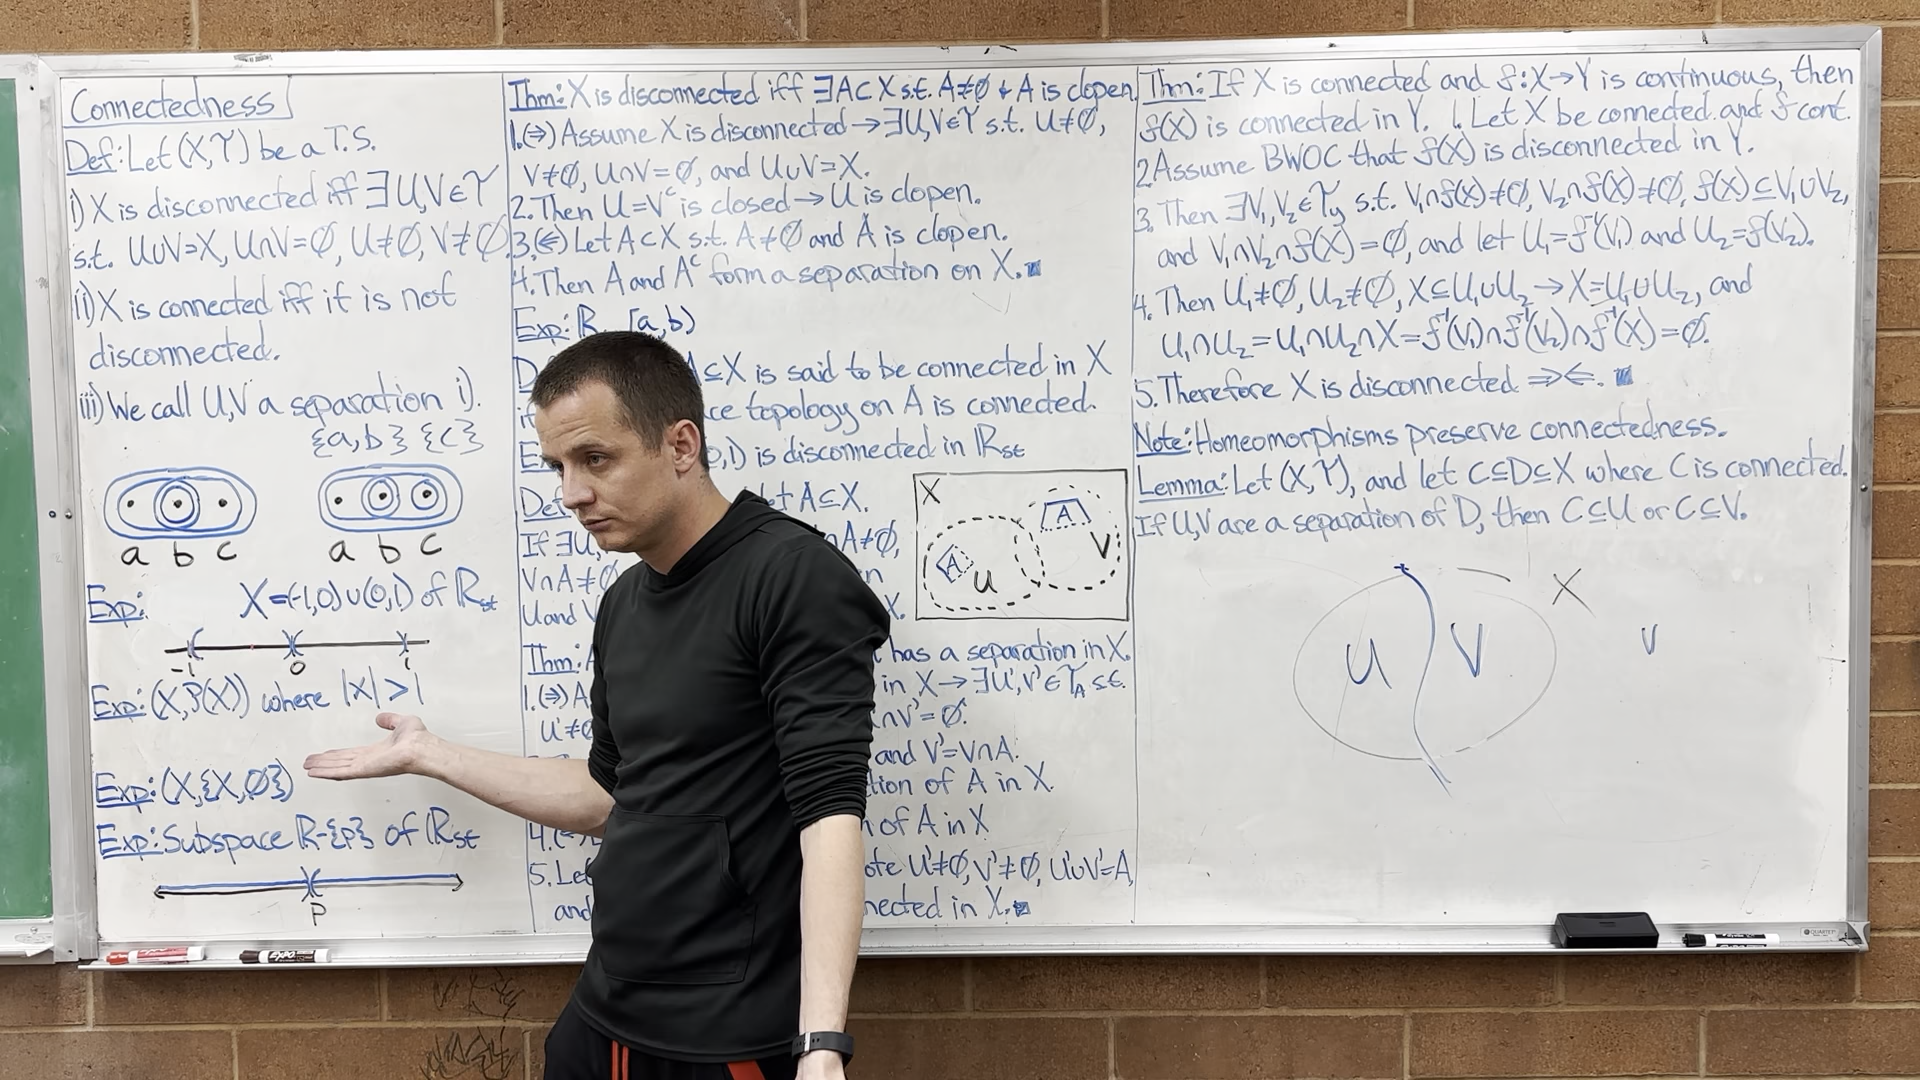 Connectedness
Def: Let (X,Ƭ) be a T.S.
i) X is disconnected iff ∃ U,V∈Ƭ
s.t. U∪V=X, U∩V=∅, U≠∅, V≠∅.
ii) X is connected iff it is not
disconnected.
iii) We call U,V a separation i).
{a,b} {c}
a b c
a b c
Exp: X=(-1,0)∪(0,1) of ℝst
-1 0 1
Exp: (X,P(X)) where |X|>1
Exp: (X,{X,∅})
Exp: Subspace ℝ-{p} of ℝst
P
Thm: X is disconnected iff ∃A⊂X s.t. A≠∅ & A is clopen.
1.(⇒) Assume X is disconnected → ∃U,V∈Ƭ s.t. U≠∅,
V≠∅, U∩V=∅, and U∪V=X.
2. Then U=Vᶜ is closed → U is clopen.
3.(⇐) Let A⊂X s.t. A≠∅ and A is clopen.
4. Then A and Aᶜ form a separation on X. ■
Exp: ℝ [a,b)
A⊆X is said to be connected in X
topology on A is connected.
,1) is disconnected in ℝst
Def A⊆X.
If ∃U, ∩A≠∅,
V∩A≠∅
U and V X.
X
A
U
A
V
Thm: has a separation in X.
1.(⇒) in X → ∃U',V'∈Ƭ_A s.t.
U'≠∅ ∩V'=∅.
and V'=V∩A.
of A in X.
4.(⇐) of A in X
5. Let U'≠∅, V'≠∅, U'∪V'=A,
and in X. ■
Thm: If X is connected and f:X→Y is continuous, then
f(X) is connected in Y. 1. Let X be connected and f cont.
2 Assume BWOC that f(X) is disconnected in Y.
3. Then ∃V₁,V₂∈Ƭ_y s.t. V₁∩f(X)≠∅, V₂∩f(X)≠∅, f(X)⊆V₁∪V₂,
and V₁∩V₂∩f(X)=∅, and let U₁=f⁻¹(V₁) and U₂=f⁻¹(V₂).
4. Then U₁≠∅, U₂≠∅, X⊆U₁∪U₂→X=U₁∪U₂, and
U₁∩U₂=U₁∩U₂∩X=f⁻¹(V₁)∩f⁻¹(V₂)∩f⁻¹(X)=∅.
5. Therefore X is disconnected ⇒⇐. ■
Note: Homeomorphisms preserve connectedness.
Lemma: Let (X,Ƭ), and let C⊆D⊆X where C is connected.
If U,V are a separation of D, then C⊆U or C⊆V.
X
U V
V
EXPO
QUARTET